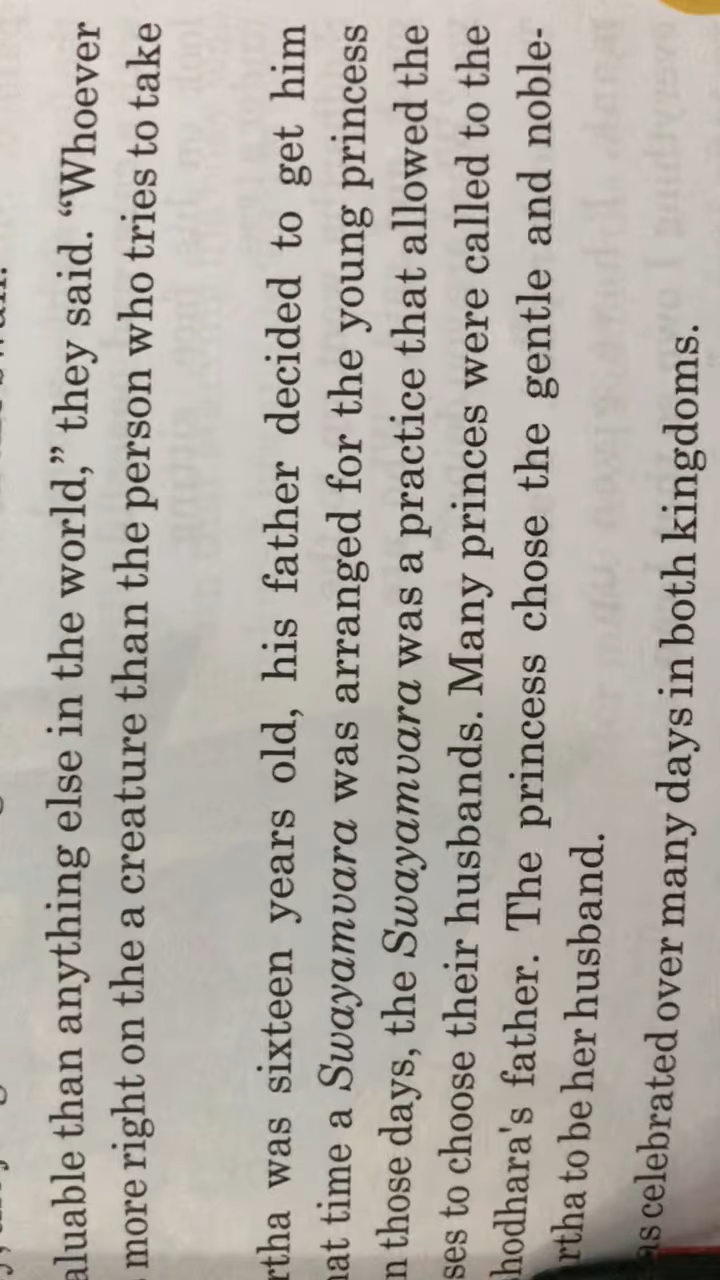 aluable than anything else in the world,” they said. “Whoever
more right on the a creature than the person who tries to take
rtha was sixteen years old, his father decided to get him
hat time a Swayamvara was arranged for the young princess
n those days, the Swayamvara was a practice that allowed the
ses to choose their husbands. Many princes were called to the
hodhara's father. The princess chose the gentle and noble-
rtha to be her husband.
as celebrated over many days in both kingdoms.